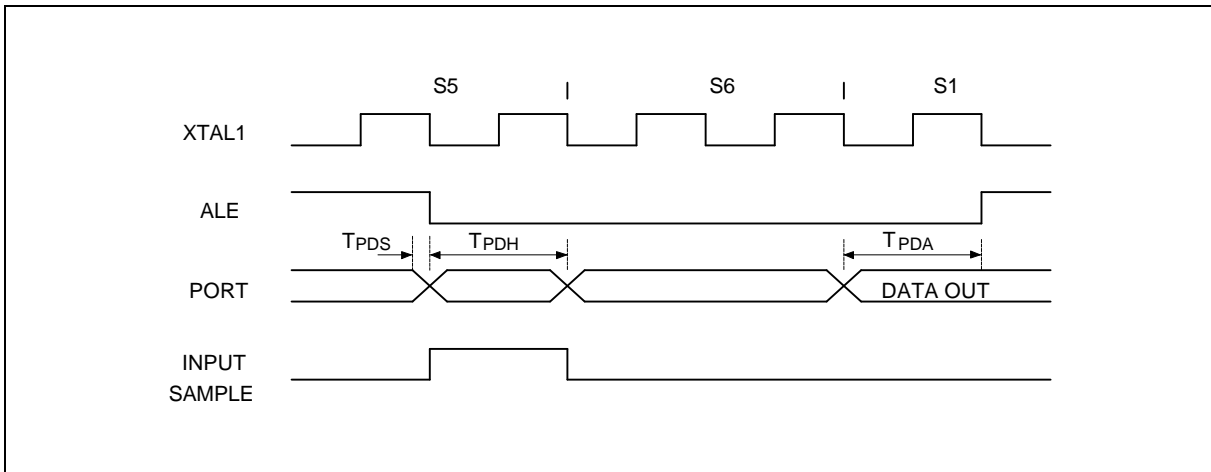 S5 S6 S1
XTAL1
ALE
TPDS TPDH TPDA
PORT DATA OUT
INPUT
SAMPLE